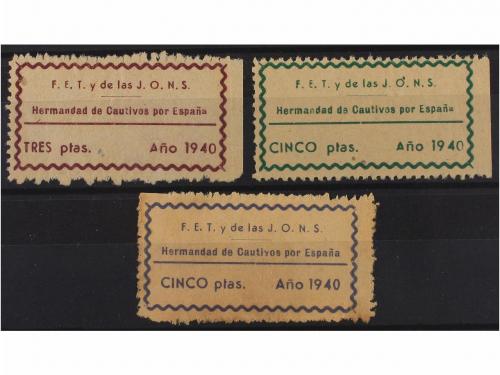 F. E. T. y de las J. O. N. S.
Hermandad de Cautivos por España
TRES ptas. Año 1940
F. E. T. y de las J. O. N. S.
Hermandad de Cautivos por España
CINCO ptas. Año 1940
F. E. T. y de las J. O. N. S.
Hermandad de Cautivos por España
CINCO ptas. Año 1940